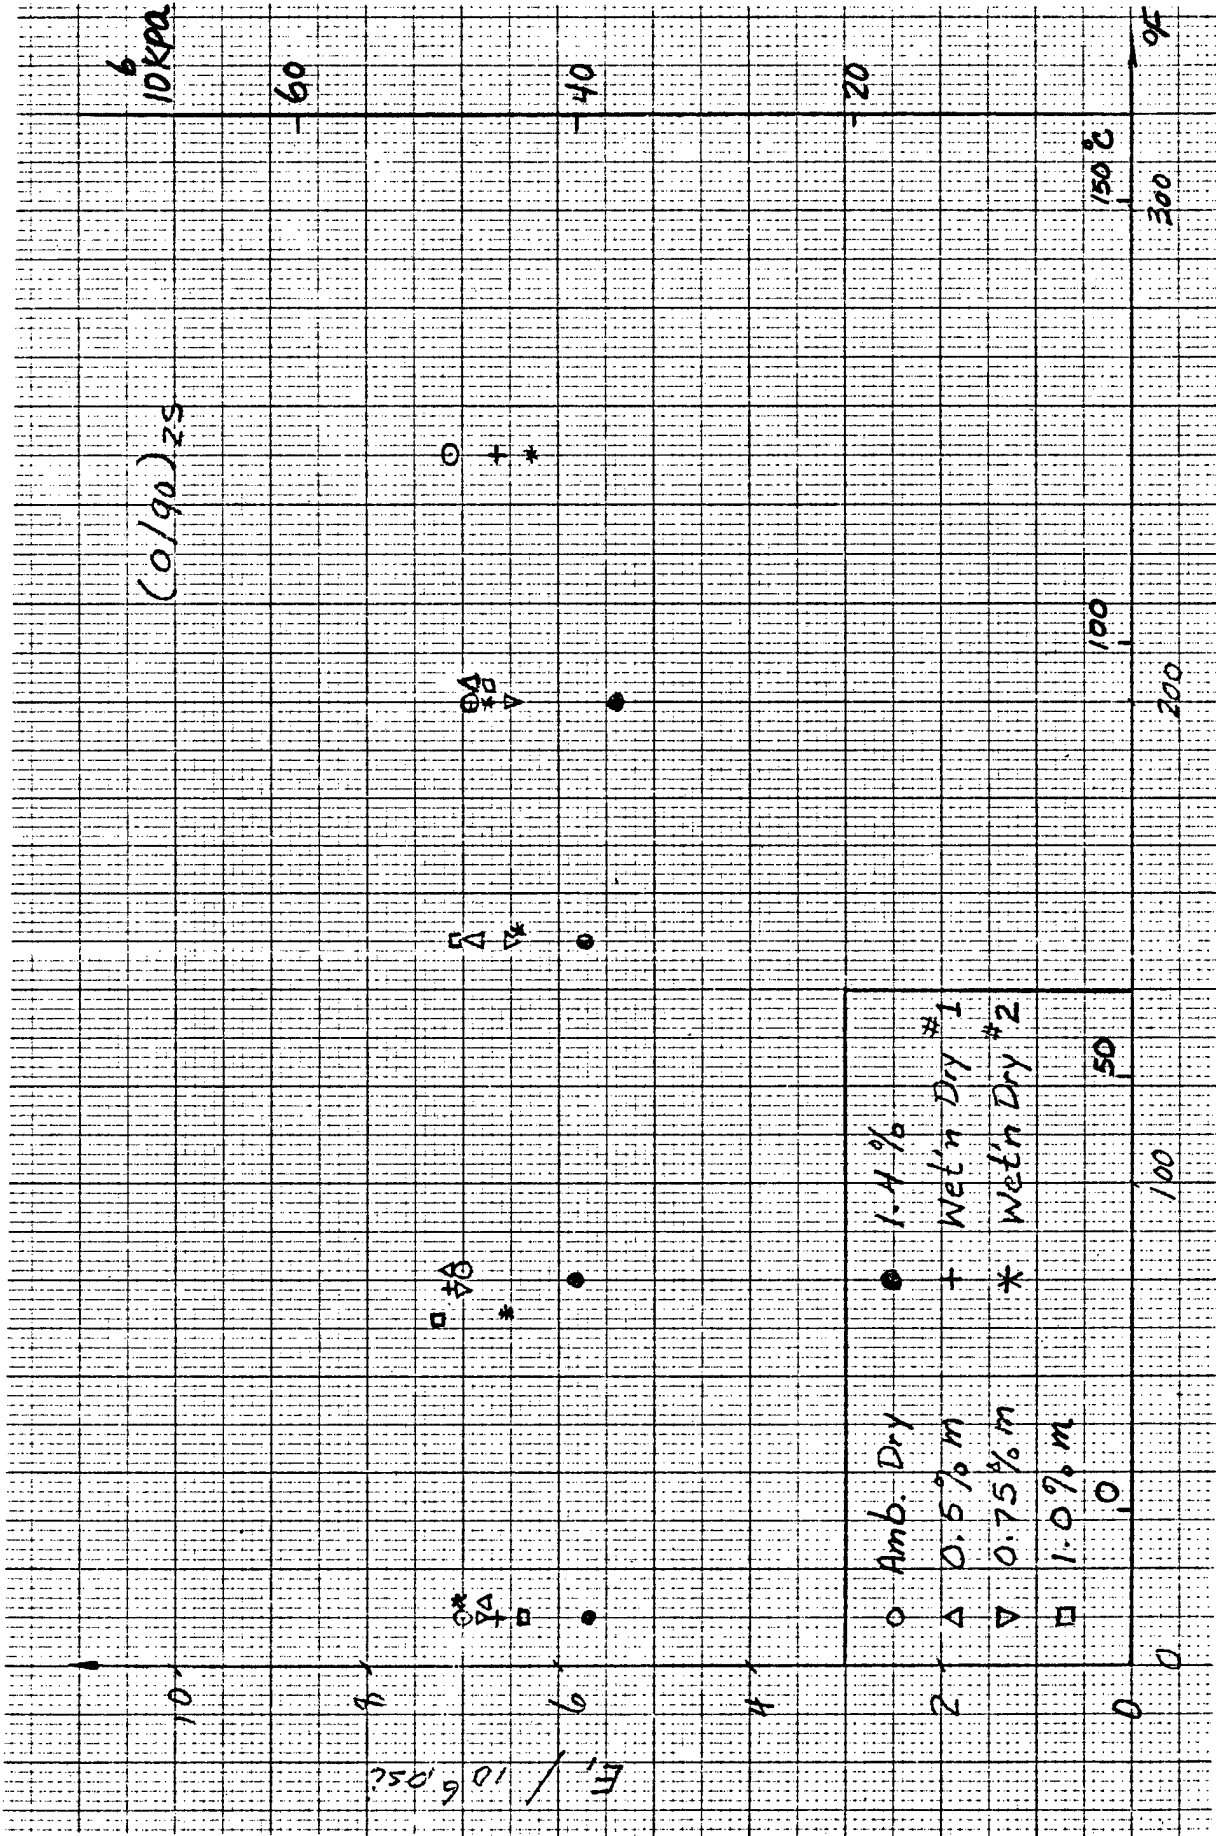 (0/90)2S
E1 / 10 6 psi
10
8
6
4
2
0
10 6 kpa
60
40
20
○ Amb. Dry
△ 0.5% m
▽ 0.75% m
□ 1.0% m
● 1.4 %
+ Wet'n Dry #1
* Wet'n Dry #2
0 50 100 150 °C
0 100 200 300 °F